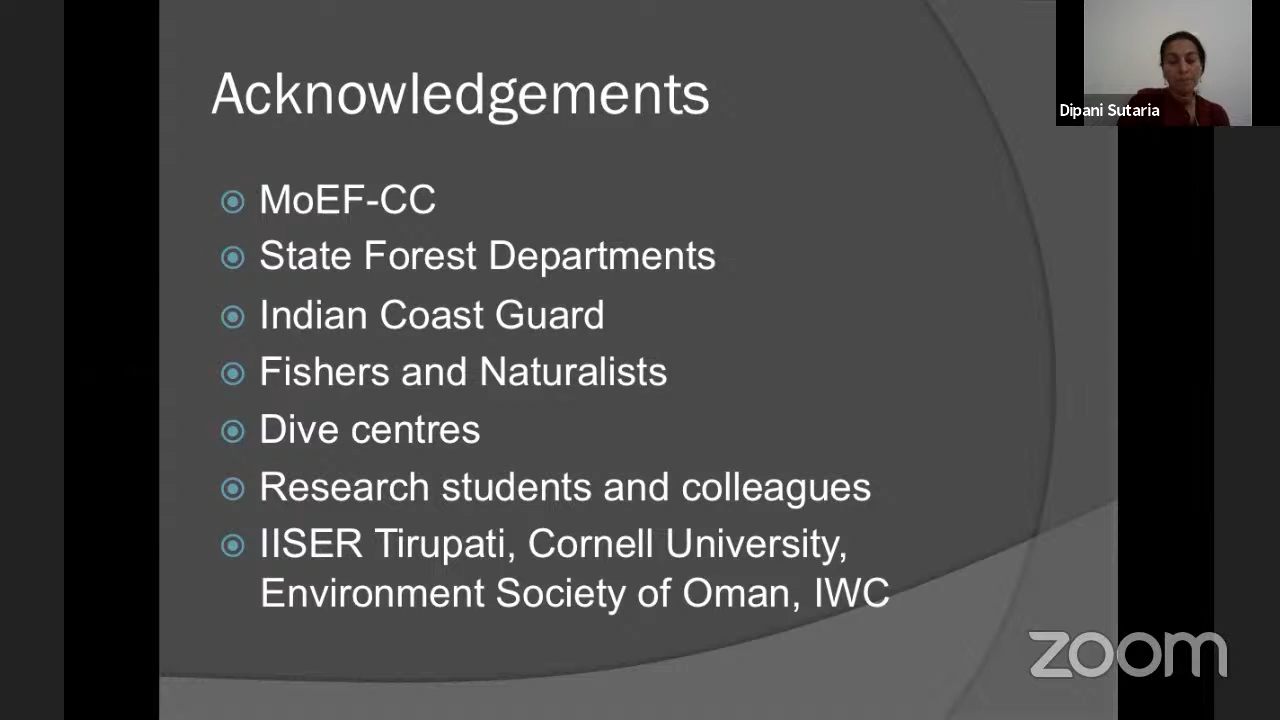 Acknowledgements
Dipani Sutaria
MoEF-CC
State Forest Departments
Indian Coast Guard
Fishers and Naturalists
Dive centres
Research students and colleagues
IISER Tirupati, Cornell University,
Environment Society of Oman, IWC
zoom